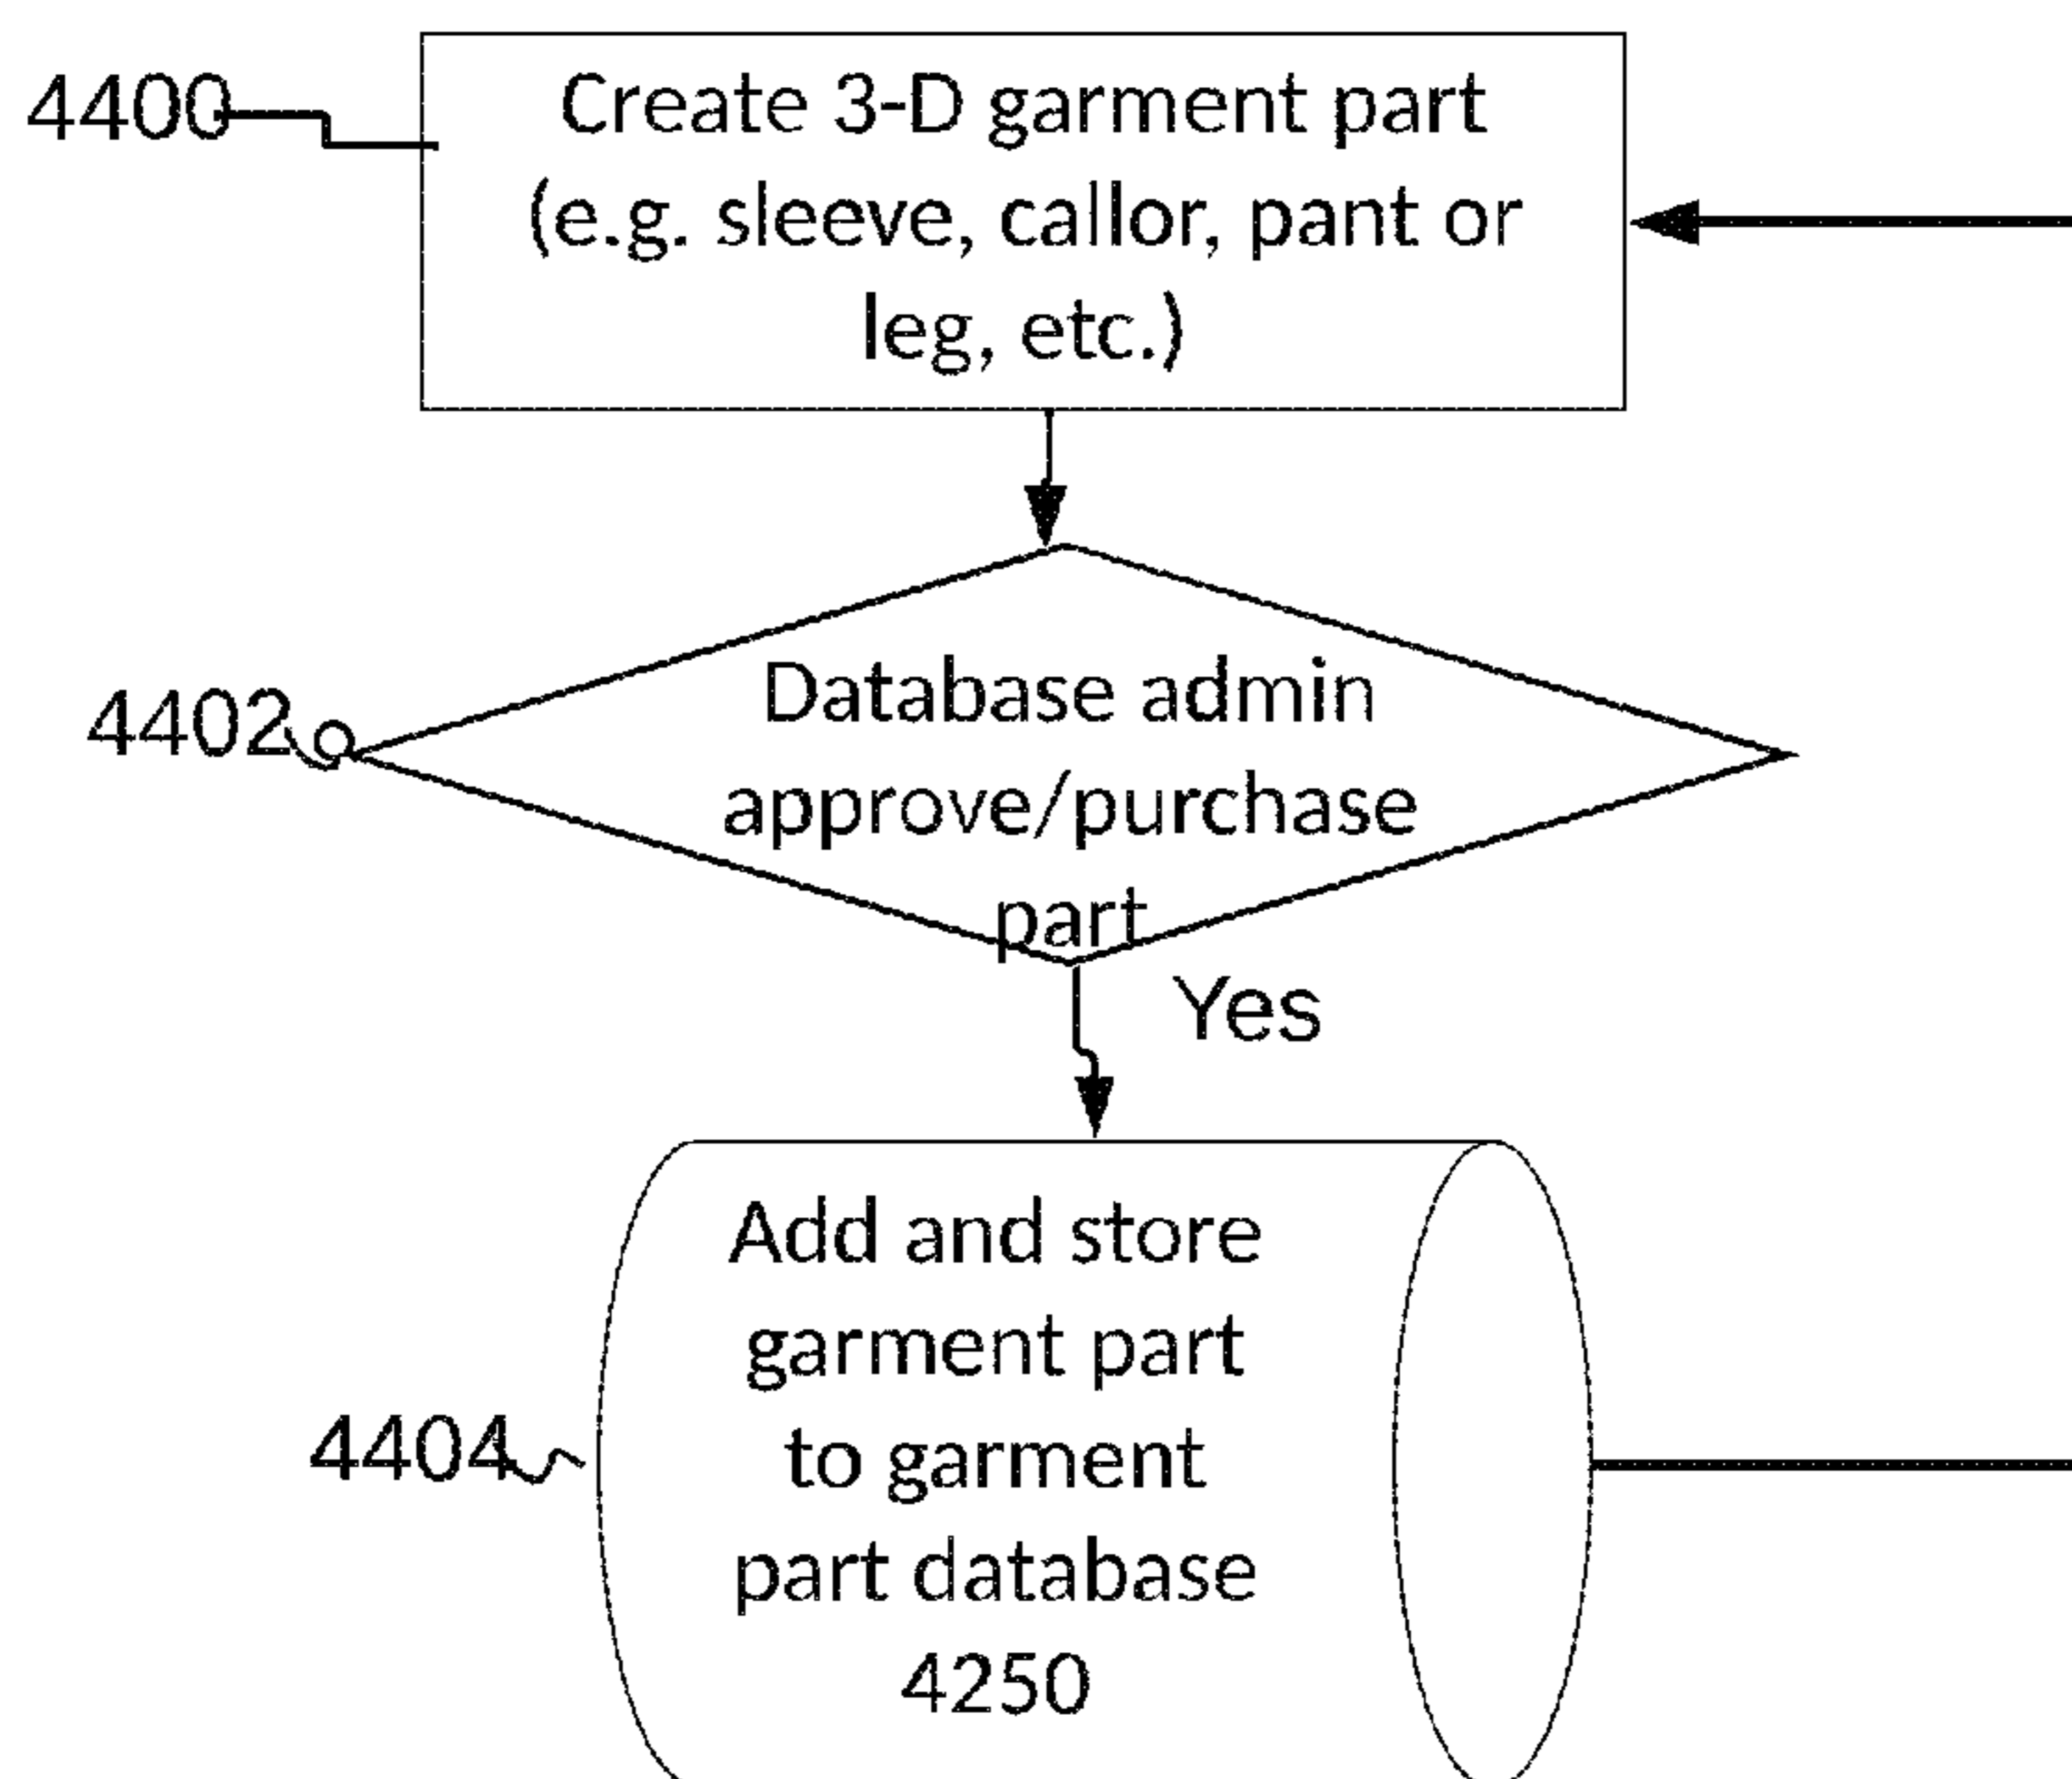 4400
Create 3-D garment part
(e.g. sleeve, callor, pant or
leg, etc.)
4402
Database admin
approve/purchase
part
Yes
Add and store
garment part
to garment
part database
4250
4404